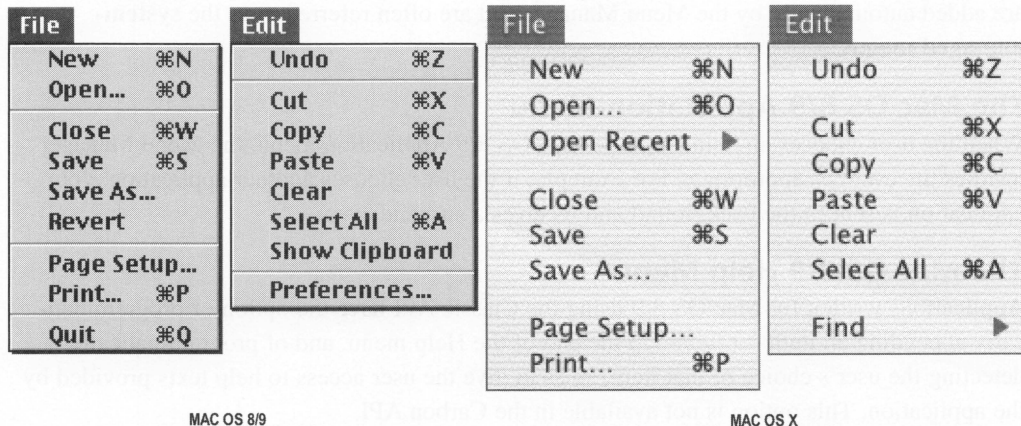 File
New ⌘N
Open... ⌘O
Close ⌘W
Save ⌘S
Save As...
Revert
Page Setup...
Print... ⌘P
Quit ⌘Q
Edit
Undo ⌘Z
Cut ⌘X
Copy ⌘C
Paste ⌘V
Clear
Select All ⌘A
Show Clipboard
Preferences...
MAC OS 8/9
File
New ⌘N
Open... ⌘O
Open Recent ▶
Close ⌘W
Save ⌘S
Save As...
Page Setup...
Print... ⌘P
Edit
Undo ⌘Z
Cut ⌘X
Copy ⌘C
Paste ⌘V
Clear
Select All ⌘A
Find ▶
MAC OS X